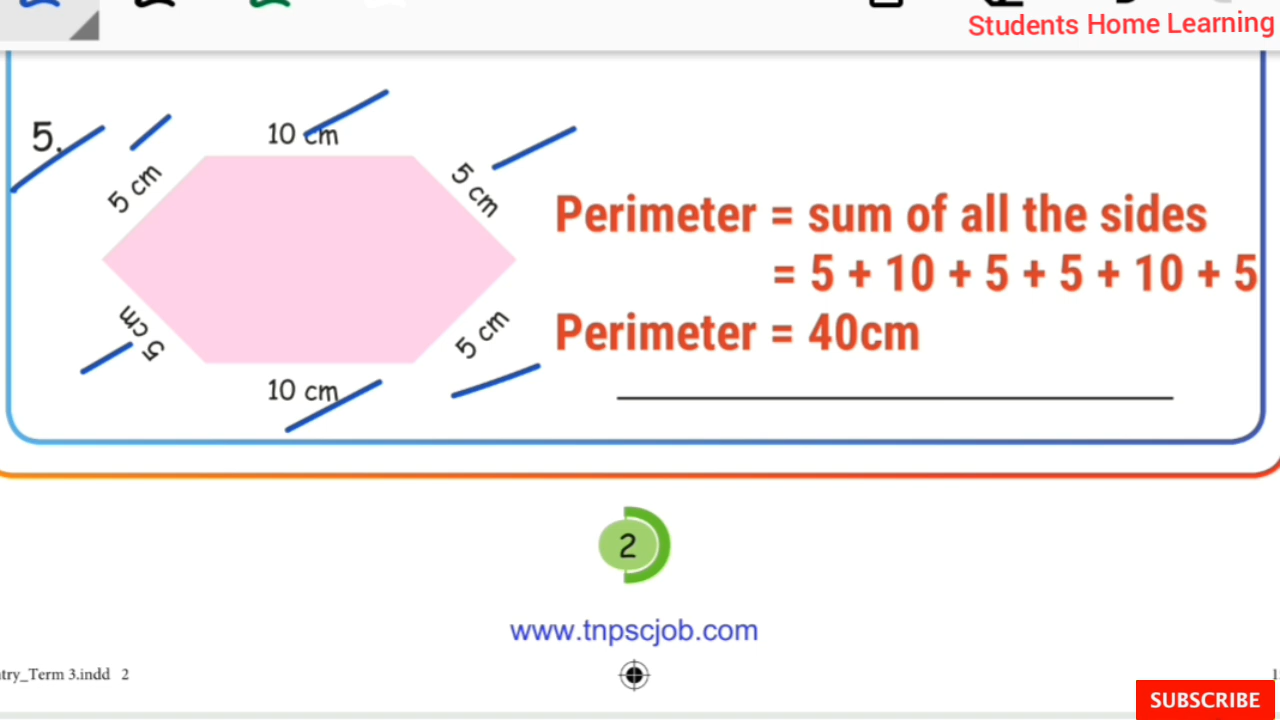 Students Home Learning
5.
10 cm
5 cm
5 cm
Perimeter = sum of all the sides
= 5 + 10 + 5 + 5 + 10 + 5
Perimeter = 40cm
5 cm
5 cm
10 cm
2
www.tnpscjob.com
try_Term 3.indd 2
SUBSCRIBE